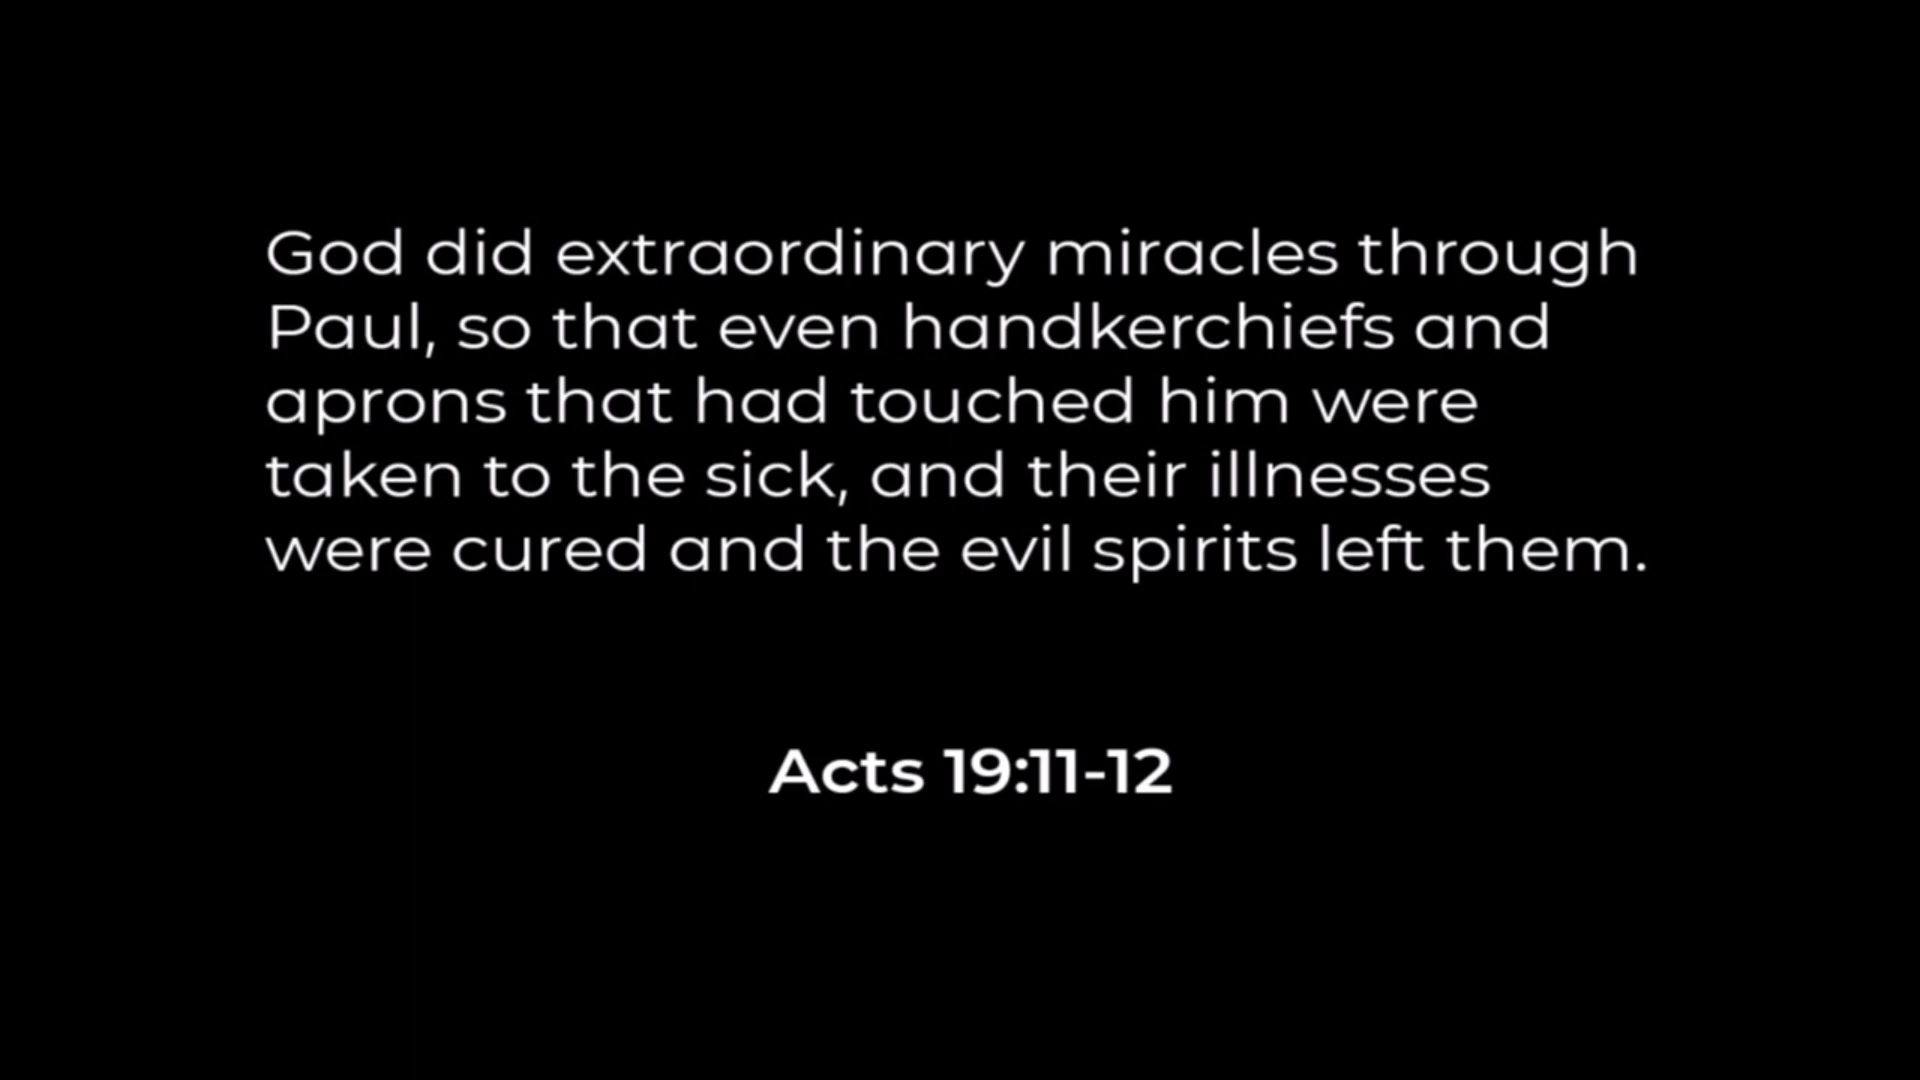 God did extraordinary miracles through
Paul, so that even handkerchiefs and
aprons that had touched him were
taken to the sick, and their illnesses
were cured and the evil spirits left them.
Acts 19:11-12